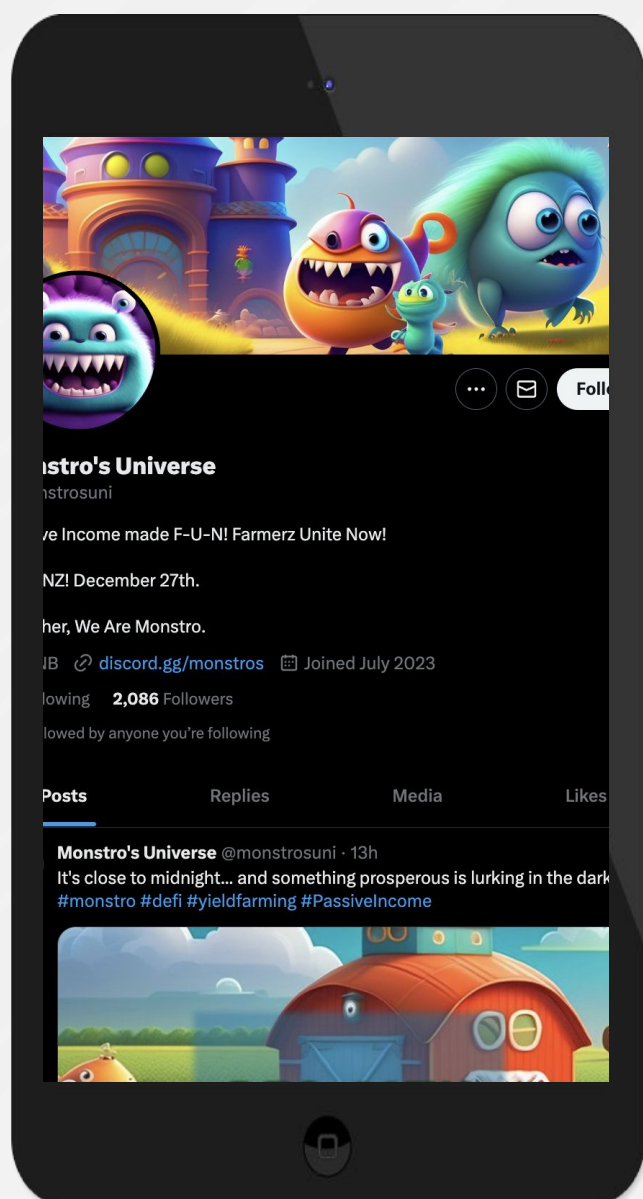 Follo
nstro's Universe
nstrosuni
ve Income made F-U-N! Farmerz Unite Now!
NZ! December 27th.
her, We Are Monstro.
NB discord.gg/monstros Joined July 2023
lowing 2,086 Followers
lowed by anyone you're following
Posts Replies Media Likes
Monstro's Universe @monstrosuni · 13h
It's close to midnight... and something prosperous is lurking in the dark
#monstro #defi #yieldfarming #PassiveIncome